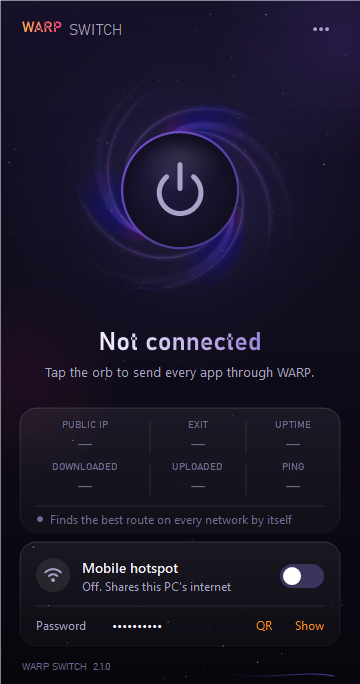 WARP SWITCH
Not connected
Tap the orb to send every app through WARP.
PUBLIC IP EXIT UPTIME
— — —
DOWNLOADED UPLOADED PING
— — —
Finds the best route on every network by itself
Mobile hotspot
Off. Shares this PC's internet
Password •••••••••• QR Show
WARP SWITCH 2.1.0